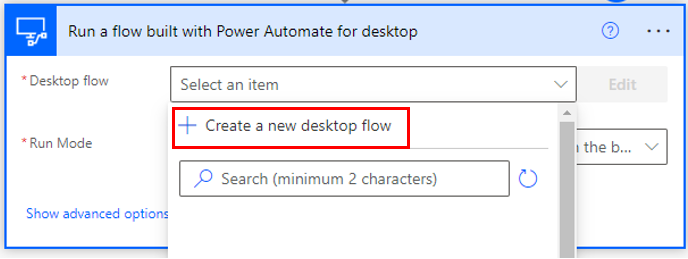 Run a flow built with Power Automate for desktop
* Desktop flow
Select an item
Edit
Create a new desktop flow
* Run Mode
the b...
Search (minimum 2 characters)
Show advanced options